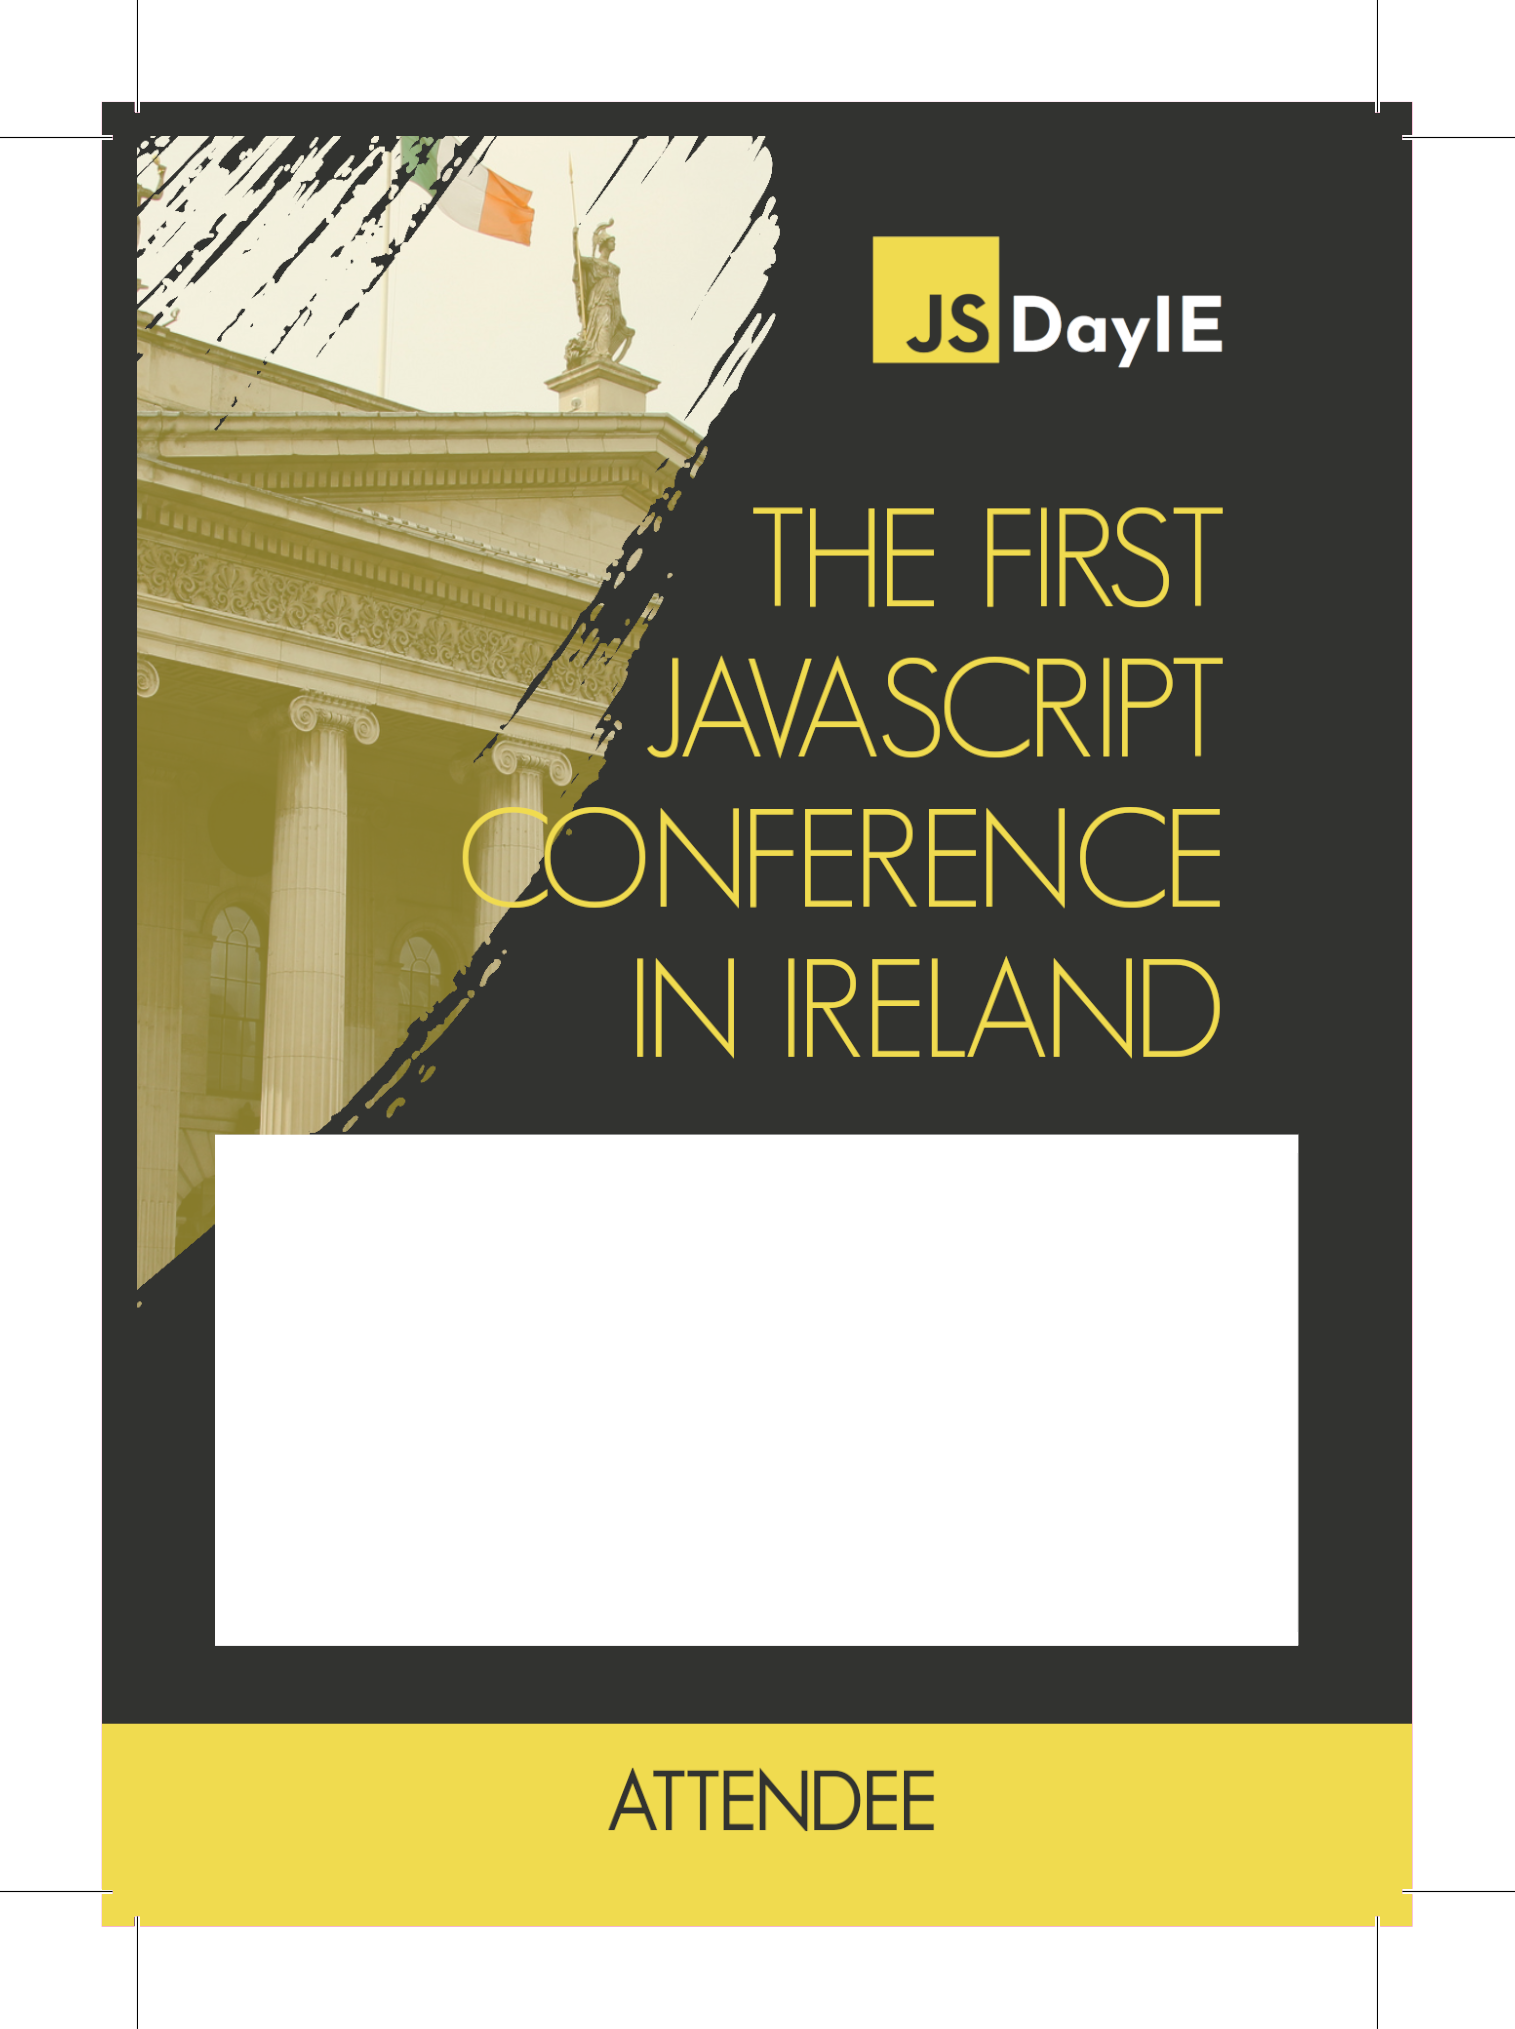 JS DayIE
THE FIRST
JAVASCRIPT
CONFERENCE
IN IRELAND
ATTENDEE